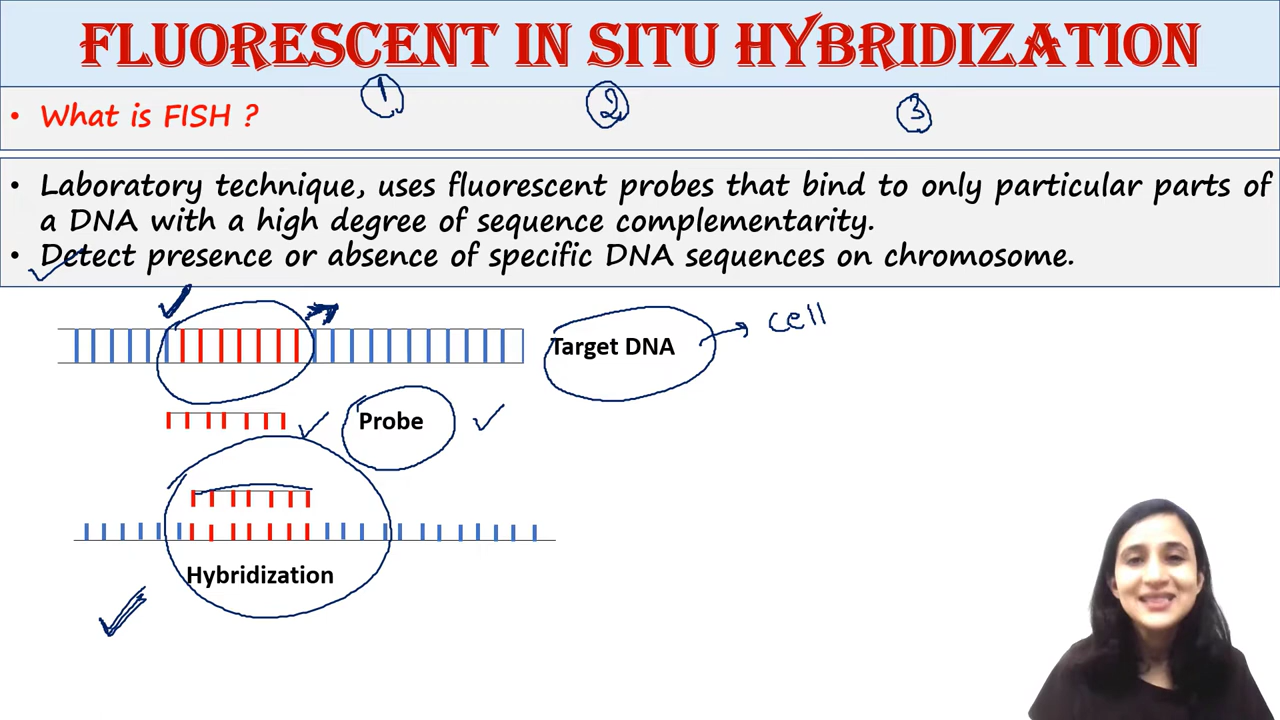 FLUORESCENT IN SITU HYBRIDIZATION
1 2 3
• What is FISH ?
• Laboratory technique, uses fluorescent probes that bind to only particular parts of
a DNA with a high degree of sequence complementarity.
• Detect presence or absence of specific DNA sequences on chromosome.
cell
Target DNA
Probe
Hybridization